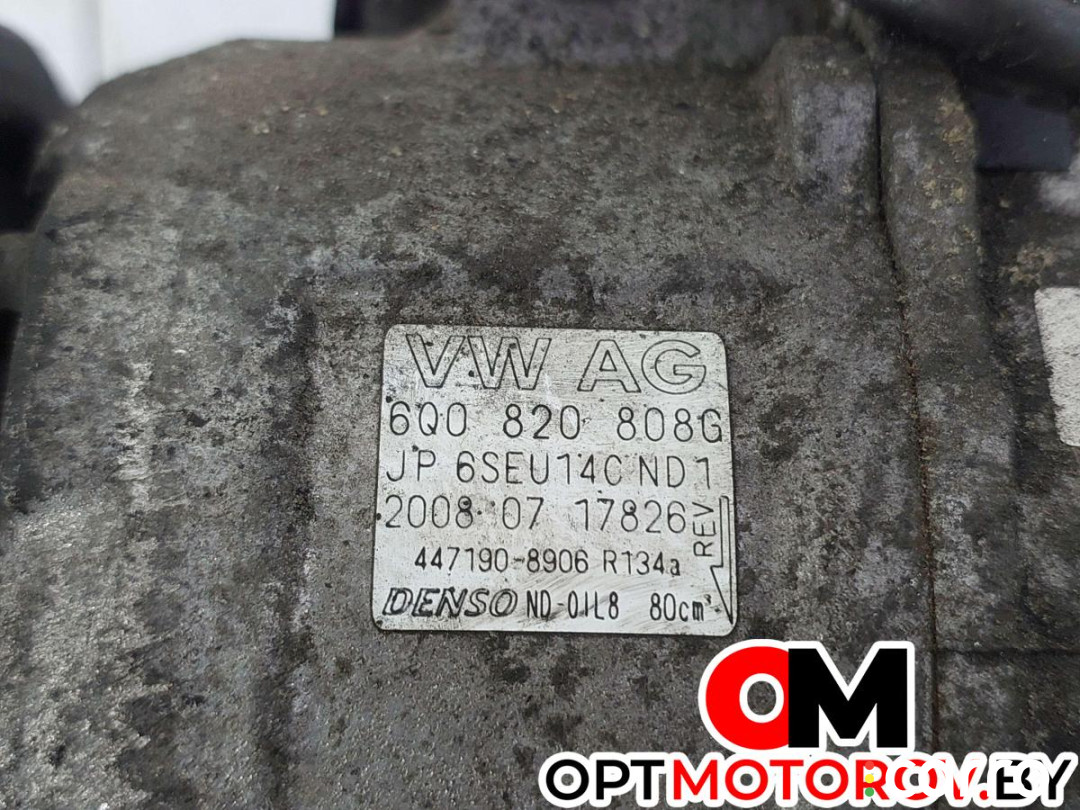 VW AG
6Q0 820 808G
JP 6SEU14C ND1
2008 07 17826
REV
447190-8906 R134a
DENSO ND-OIL8 80cm³
OM